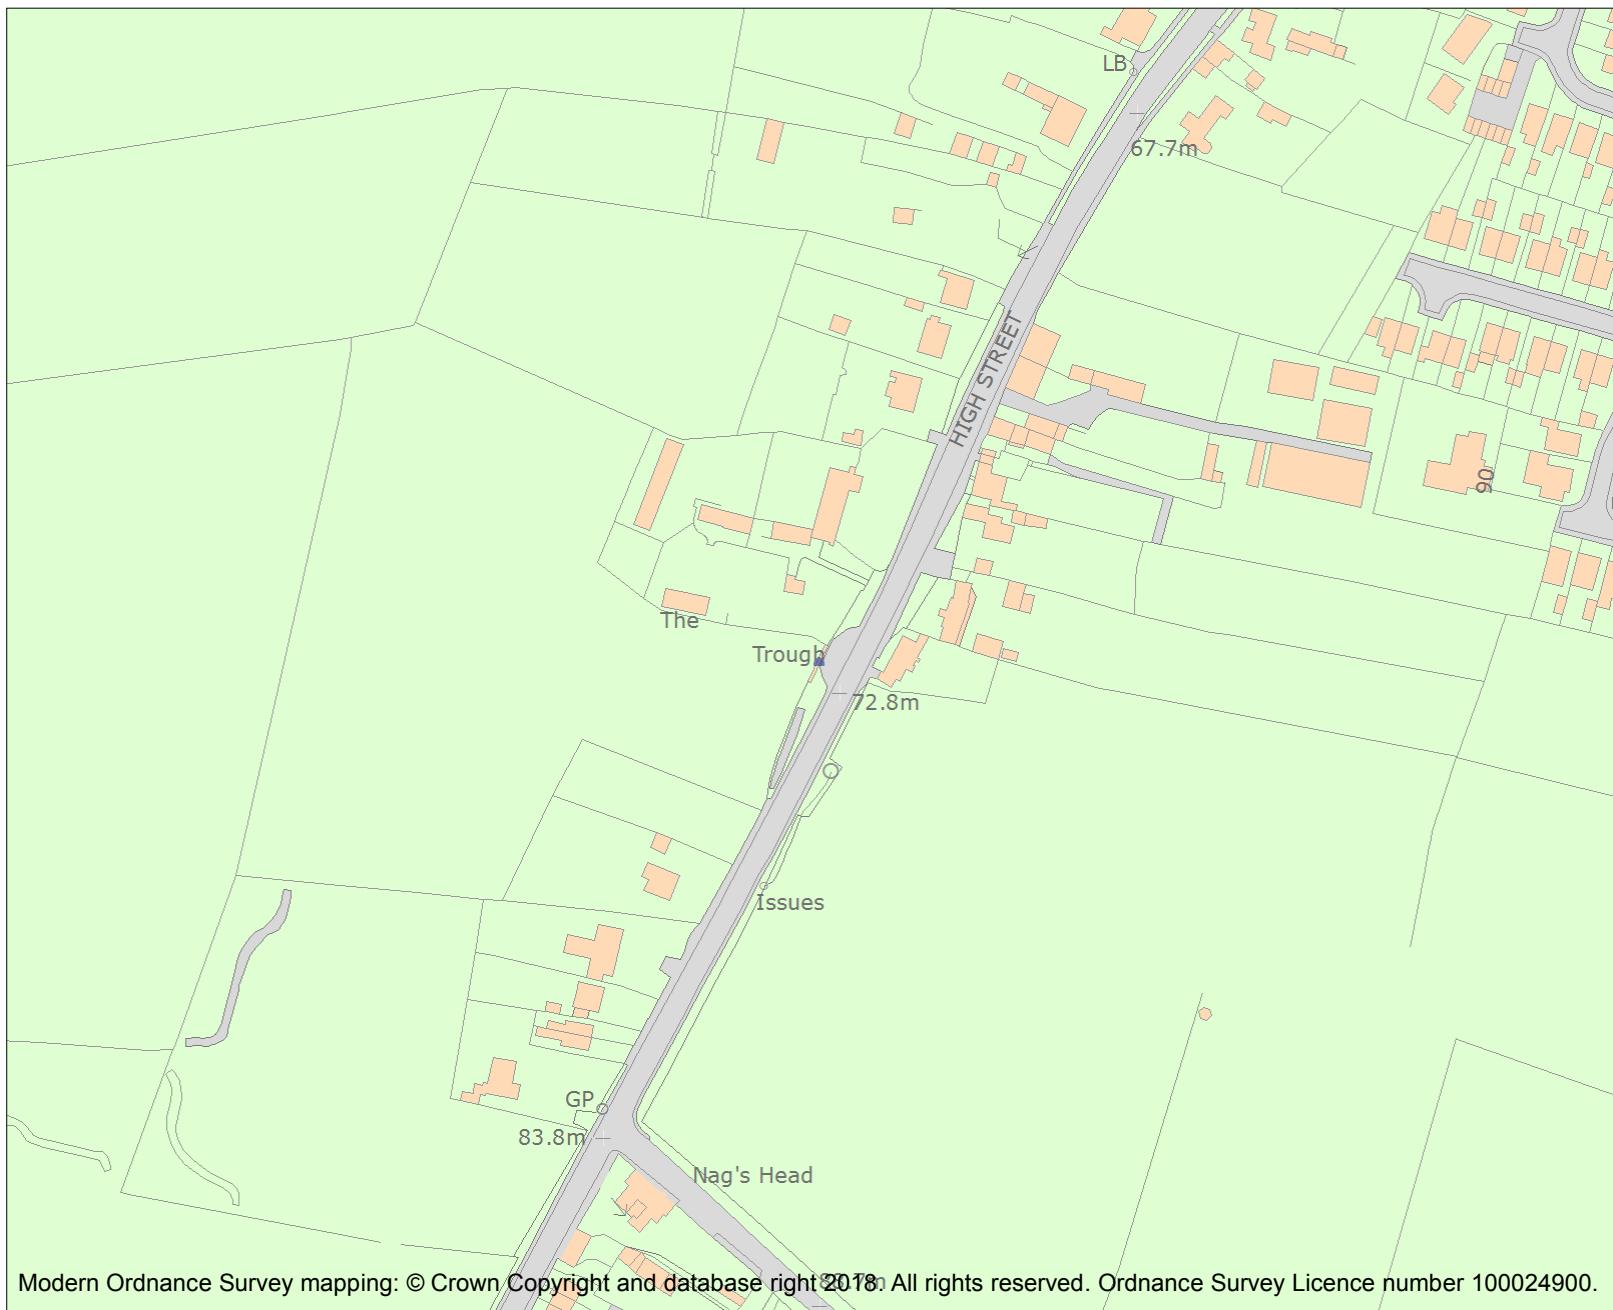 LB
67.7m
HIGH STREET
90
The
Trough
72.8m
Issues
GP
83.8m
Nag's Head
Modern Ordnance Survey mapping: © Crown Copyright and database right 2018. All rights reserved. Ordnance Survey Licence number 100024900.